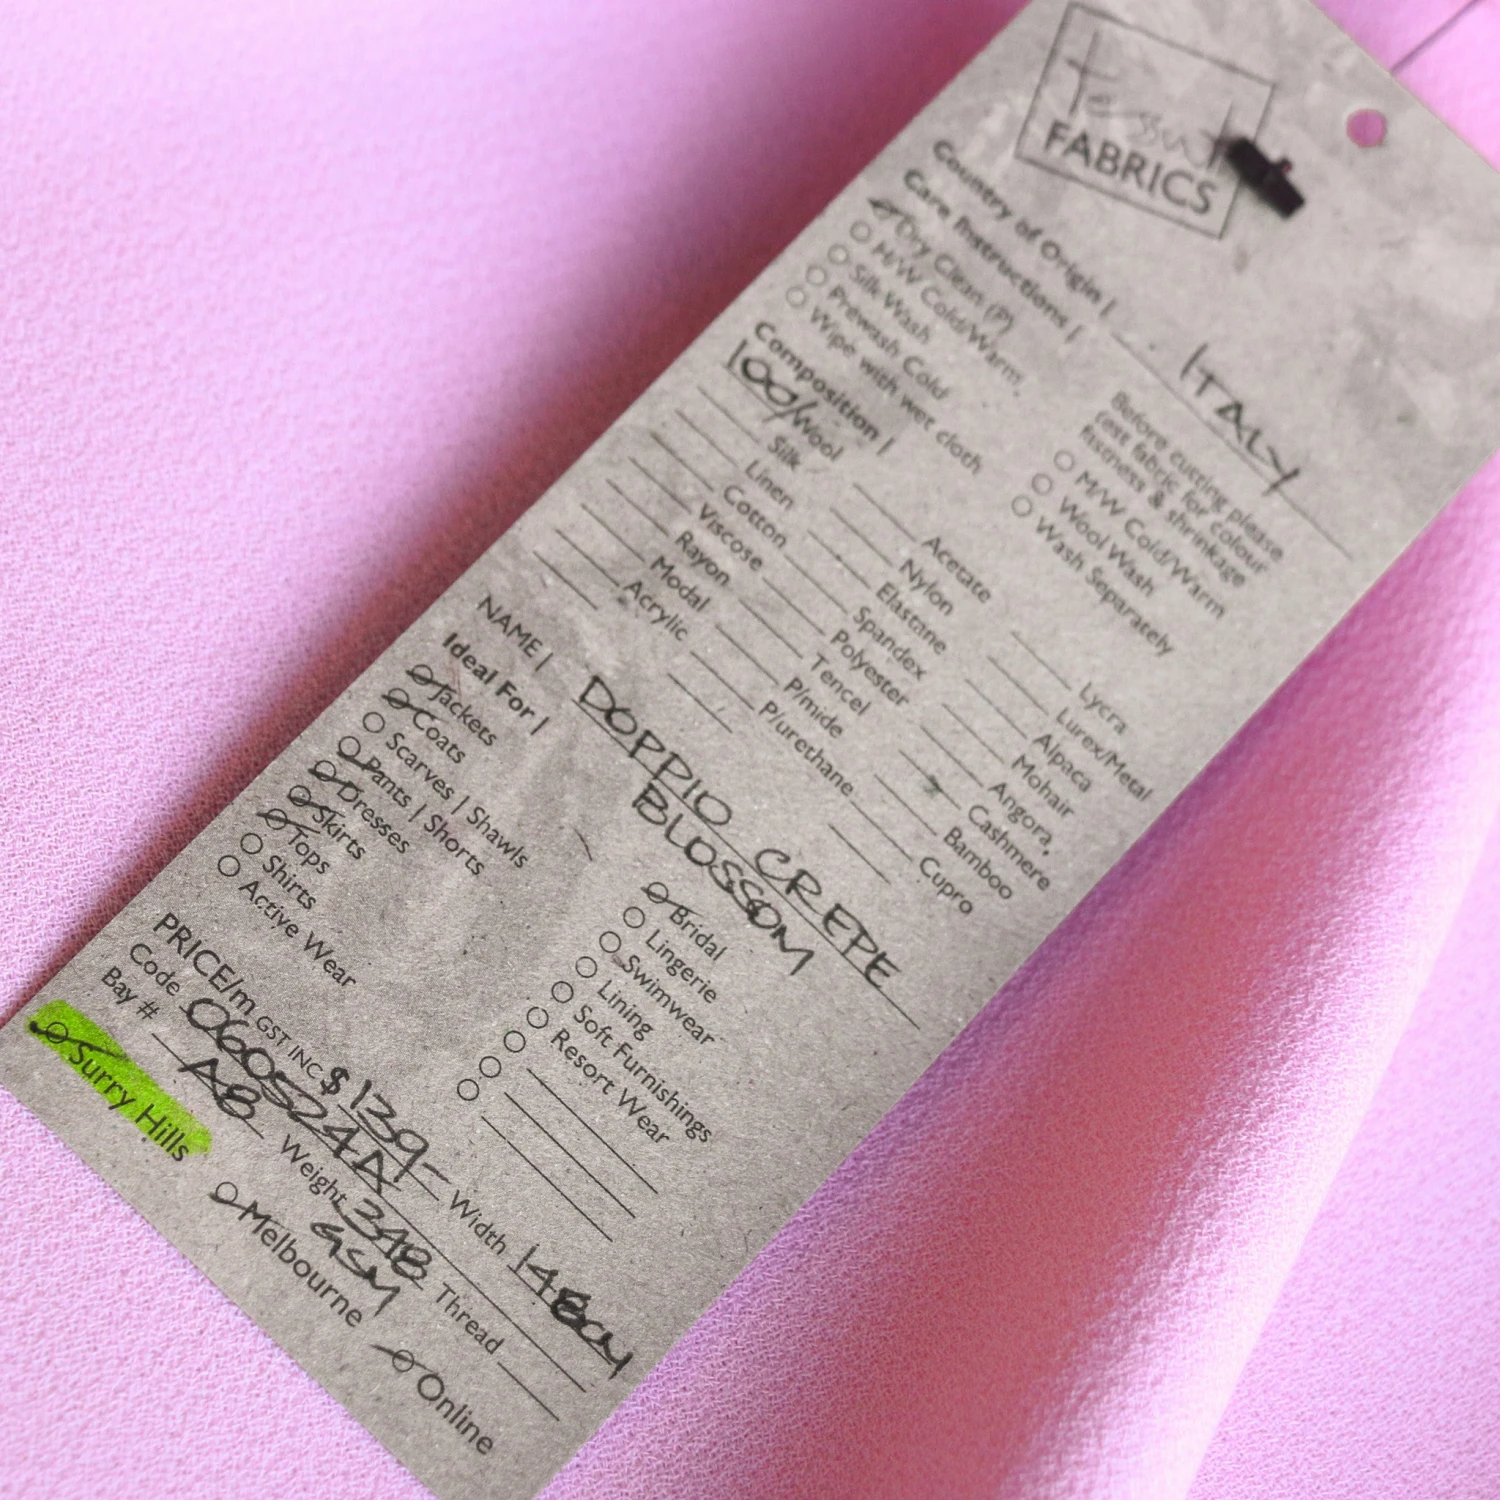 Tessuti
FABRICS
Country of Origin | ITALY
Care Instructions |
Dry Clean (P)
H/W Cold/Warm
Silk Wash
Prewash Cold
Wipe with wet cloth
Before cutting please
test fabric for colour
fastness & shrinkage
M/W Cold/Warm
Wool Wash
Wash Separately
Composition |
100/Wool
Silk
Linen
Cotton
Viscose
Rayon
Modal
Acrylic
Acetate
Nylon
Elastane
Spandex
Polyester
Tencel
P/mide
P/urethane
Lycra
Lurex/Metal
Alpaca
Mohair
Angora
Cashmere
Bamboo
Cupro
NAME | DOPPIO CREPE
BLOSSOM
Ideal For |
Jackets
Coats
Scarves | Shawls
Pants | Shorts
Dresses
Skirts
Tops
Shirts
Active Wear
Bridal
Lingerie
Swimwear
Lining
Soft Furnishings
Resort Wear
PRICE/m GST INC $139- Width 148cm
Code 060524A
Bay # A8 Weight 348 GSM Thread
Surry Hills
Melbourne
Online